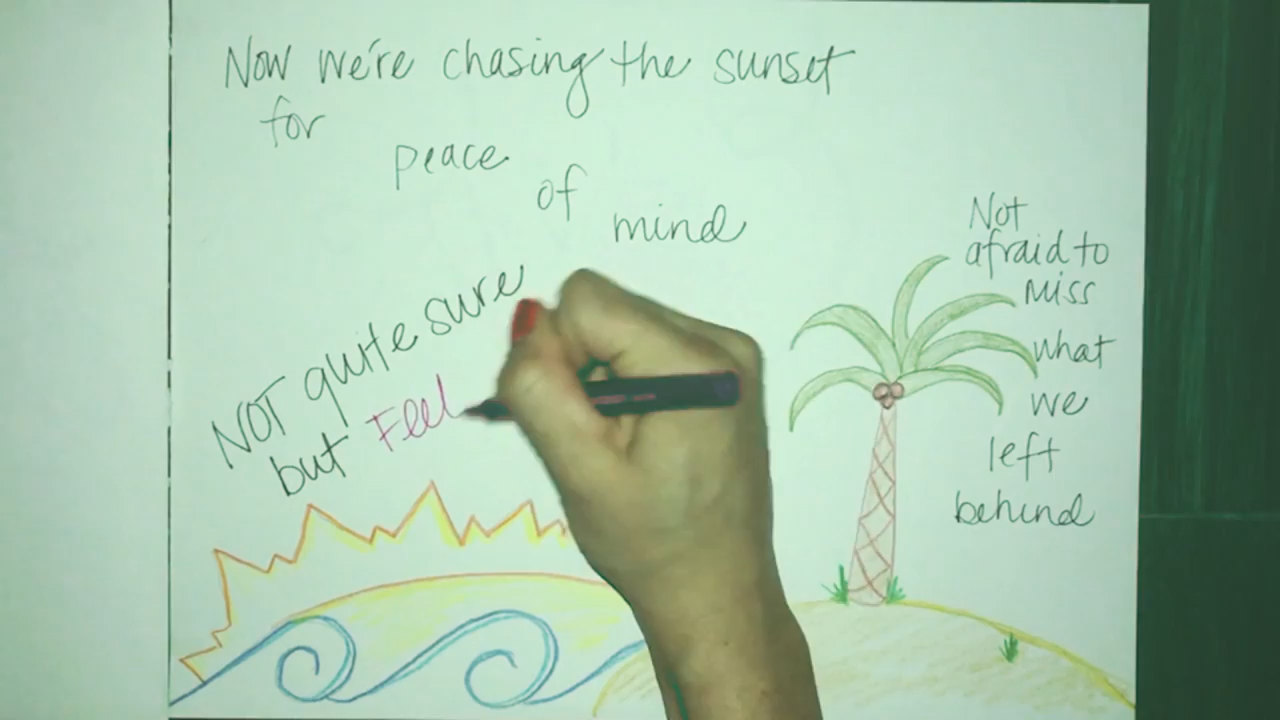 Now we're chasing the sunset
for
peace
of
mind
NOT quite sure
but Feel
Not
afraid to
miss
what
we
left
behind